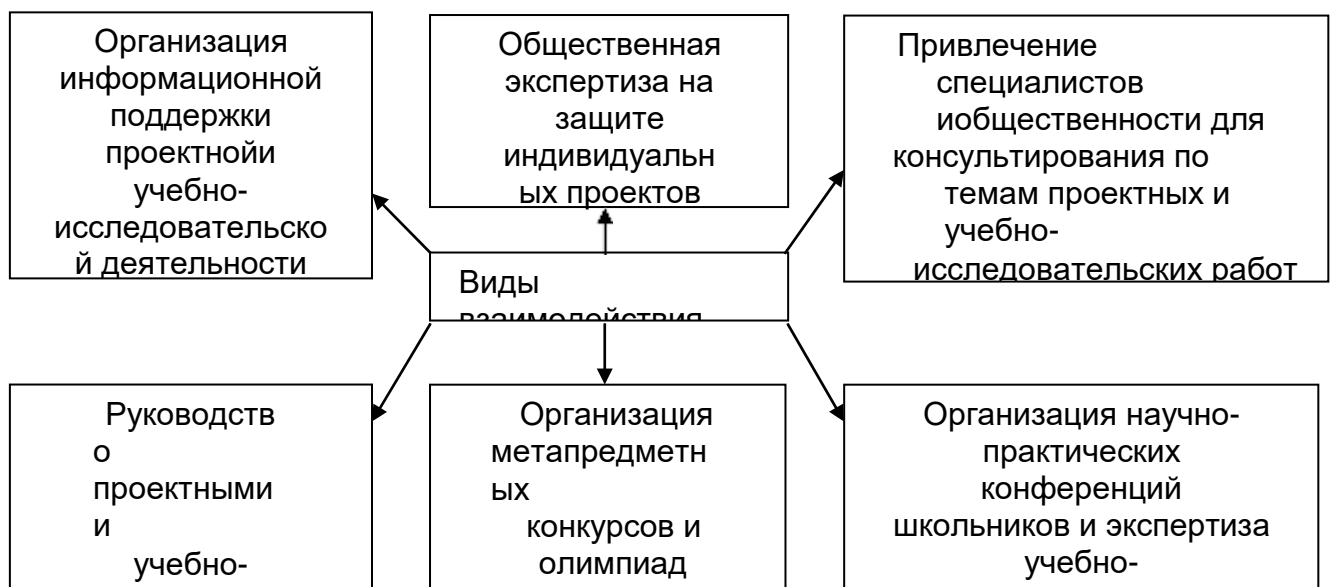 Организация
информационной
поддержки
проектнойи
учебно-
исследовательско
й деятельности
Общественная
экспертиза на
защите
индивидуальн
ых проектов
Привлечение
специалистов
иобщественности для
консультирования по
темам проектных и
учебно-
исследовательских работ
Виды
взаимодействия
Руководств
о
проектными
и
учебно-
Организация
метапредметн
ых
конкурсов и
олимпиад
Организация научно-
практических
конференций
школьников и экспертиза
учебно-